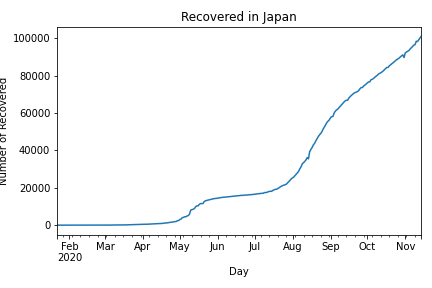 Recovered in Japan
100000
80000
60000
40000
20000
0
Number of Recovered
Feb Mar Apr May Jun Jul Aug Sep Oct Nov
2020
Day